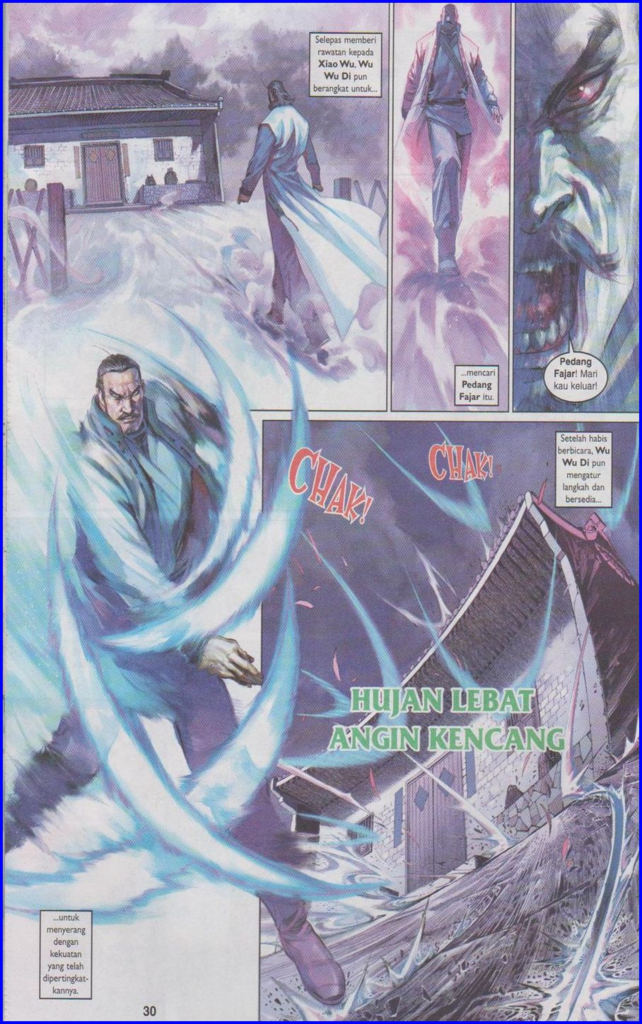 Selepas memberi
rawatan kepada
Xiao Wu, Wu
Wu Di pun
berangkat untuk...
...mencari
Pedang
Fajar itu.
Pedang
Fajar! Mari
kau keluar!
CHAK!
CHAK!
Setelah habis
berbicara, Wu
Wu Di pun
mengatur
langkah dan
bersedia...
HUJAN LEBAT
ANGIN KENCANG
...untuk
menyerang
dengan
kekuatan
yang telah
dipertingkat-
kannya.
30